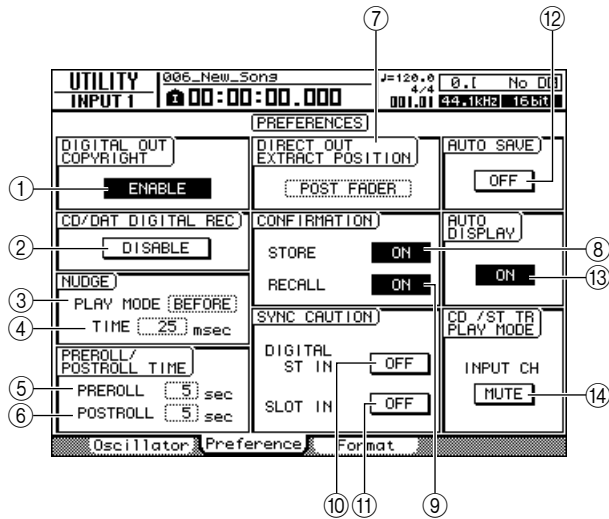 ⑦
⑫
UTILITY
INPUT 1
006_New_Song
00:00:00.000
♩=120.0
4/4
001.01
0.[ No DD]
44.1kHz 16bit
PREFERENCES
DIGITAL OUT
COPYRIGHT
① ENABLE
DIRECT OUT
EXTRACT POSITION
POST FADER
AUTO SAVE
OFF
CD/DAT DIGITAL REC
② DISABLE
CONFIRMATION
STORE ON ⑧
RECALL ON
AUTO
DISPLAY
ON ⑬
NUDGE
③ PLAY MODE BEFORE
④ TIME 25 msec
SYNC CAUTION
DIGITAL
ST IN OFF
SLOT IN OFF
CD /ST TR
PLAY MODE
INPUT CH
MUTE ⑭
PREROLL/
POSTROLL TIME
⑤ PREROLL 5 sec
⑥ POSTROLL 5 sec
Oscillator Preference Format
⑩ ⑪ ⑨